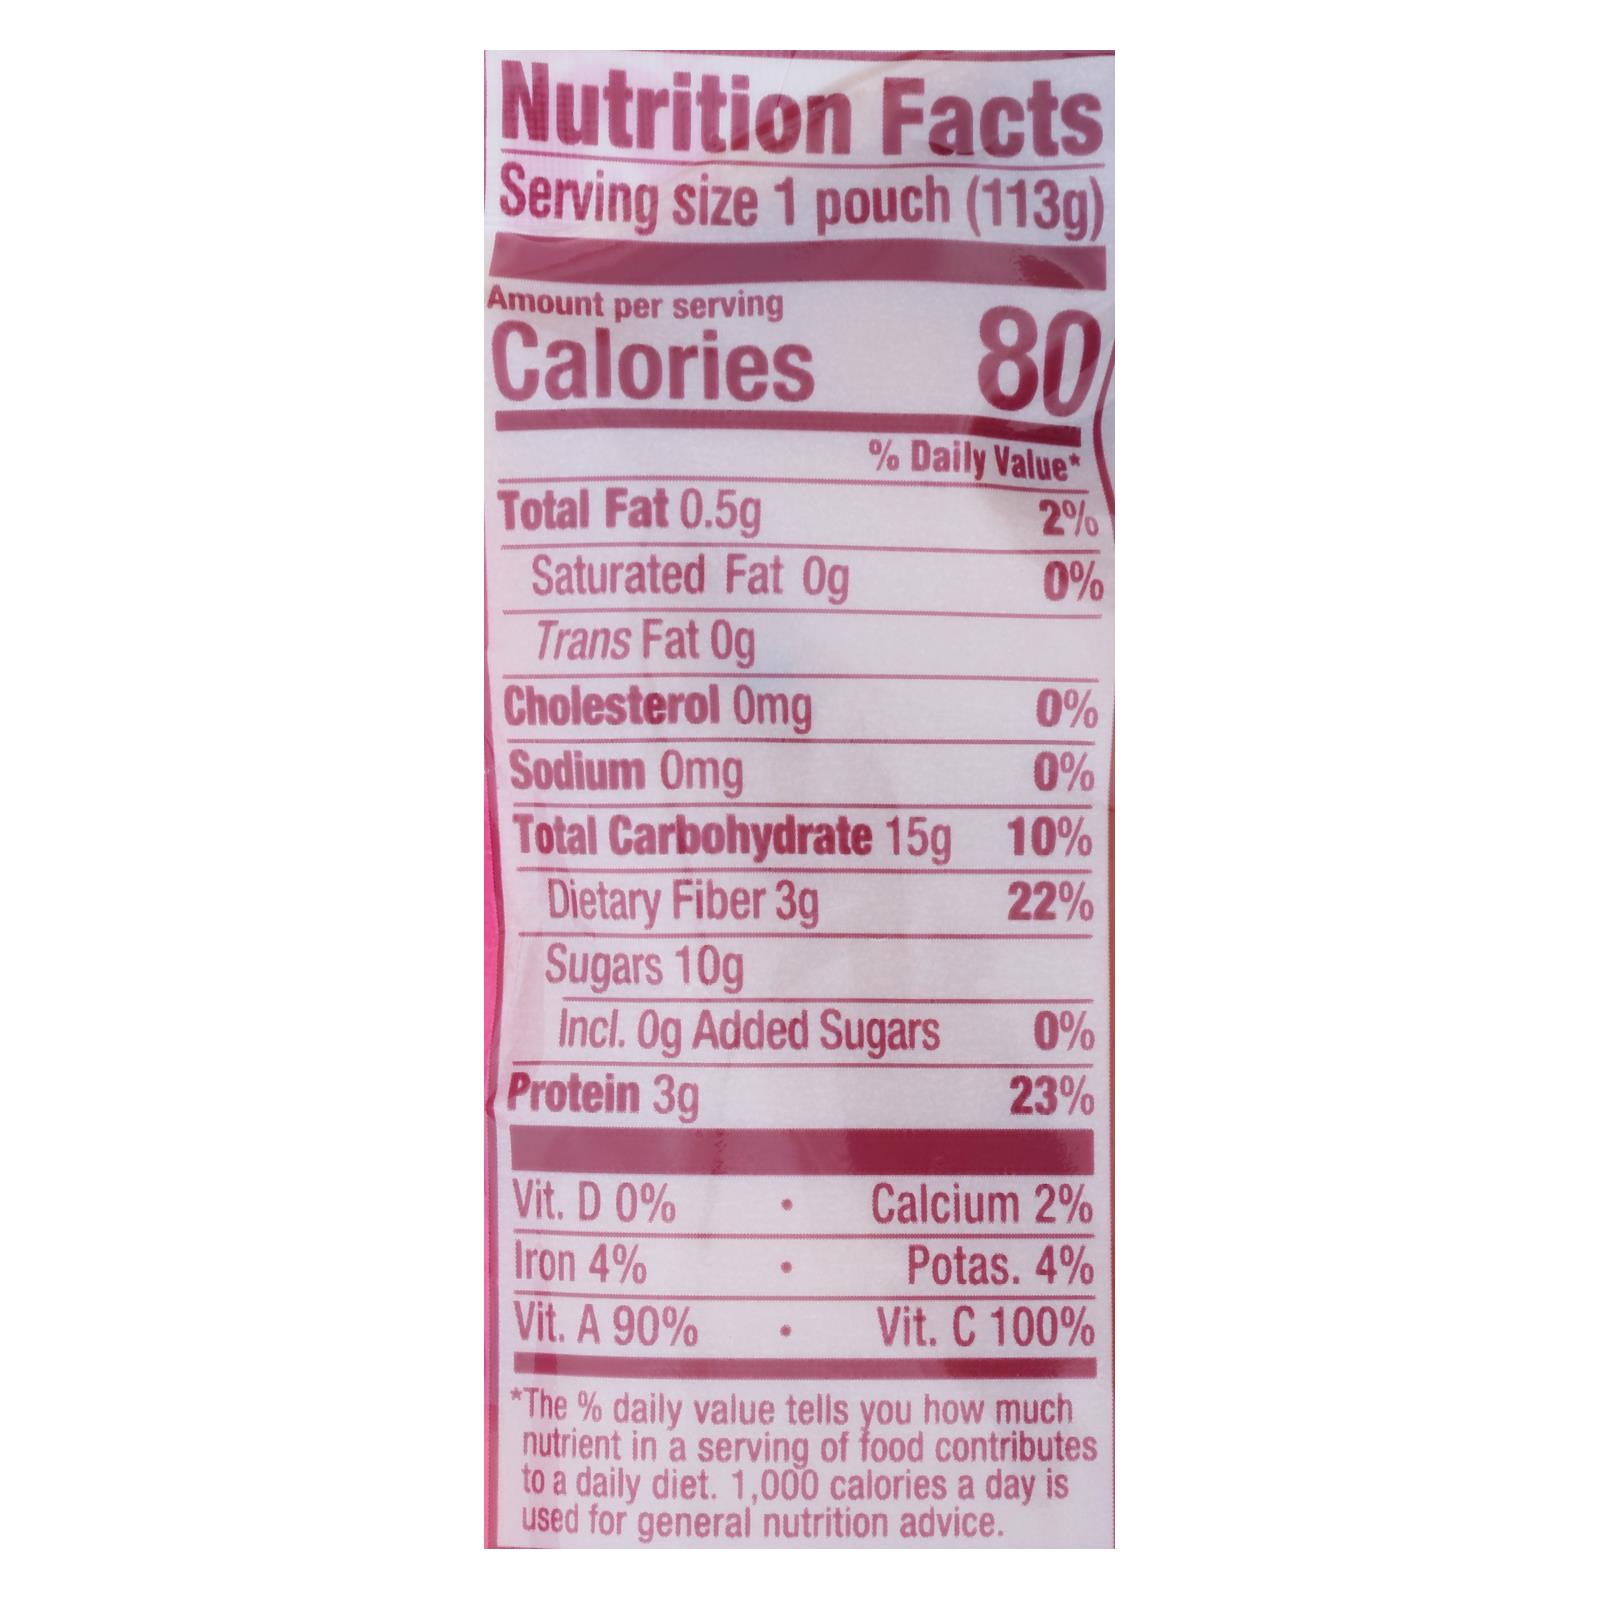 Nutrition Facts
Serving size 1 pouch (113g)
Amount per serving
Calories 80
% Daily Value*
Total Fat 0.5g 2%
Saturated Fat 0g 0%
Trans Fat 0g
Cholesterol 0mg 0%
Sodium 0mg 0%
Total Carbohydrate 15g 10%
Dietary Fiber 3g 22%
Sugars 10g
Incl. 0g Added Sugars 0%
Protein 3g 23%
Vit. D 0% • Calcium 2%
Iron 4% • Potas. 4%
Vit. A 90% • Vit. C 100%
*The % daily value tells you how much
nutrient in a serving of food contributes
to a daily diet. 1,000 calories a day is
used for general nutrition advice.